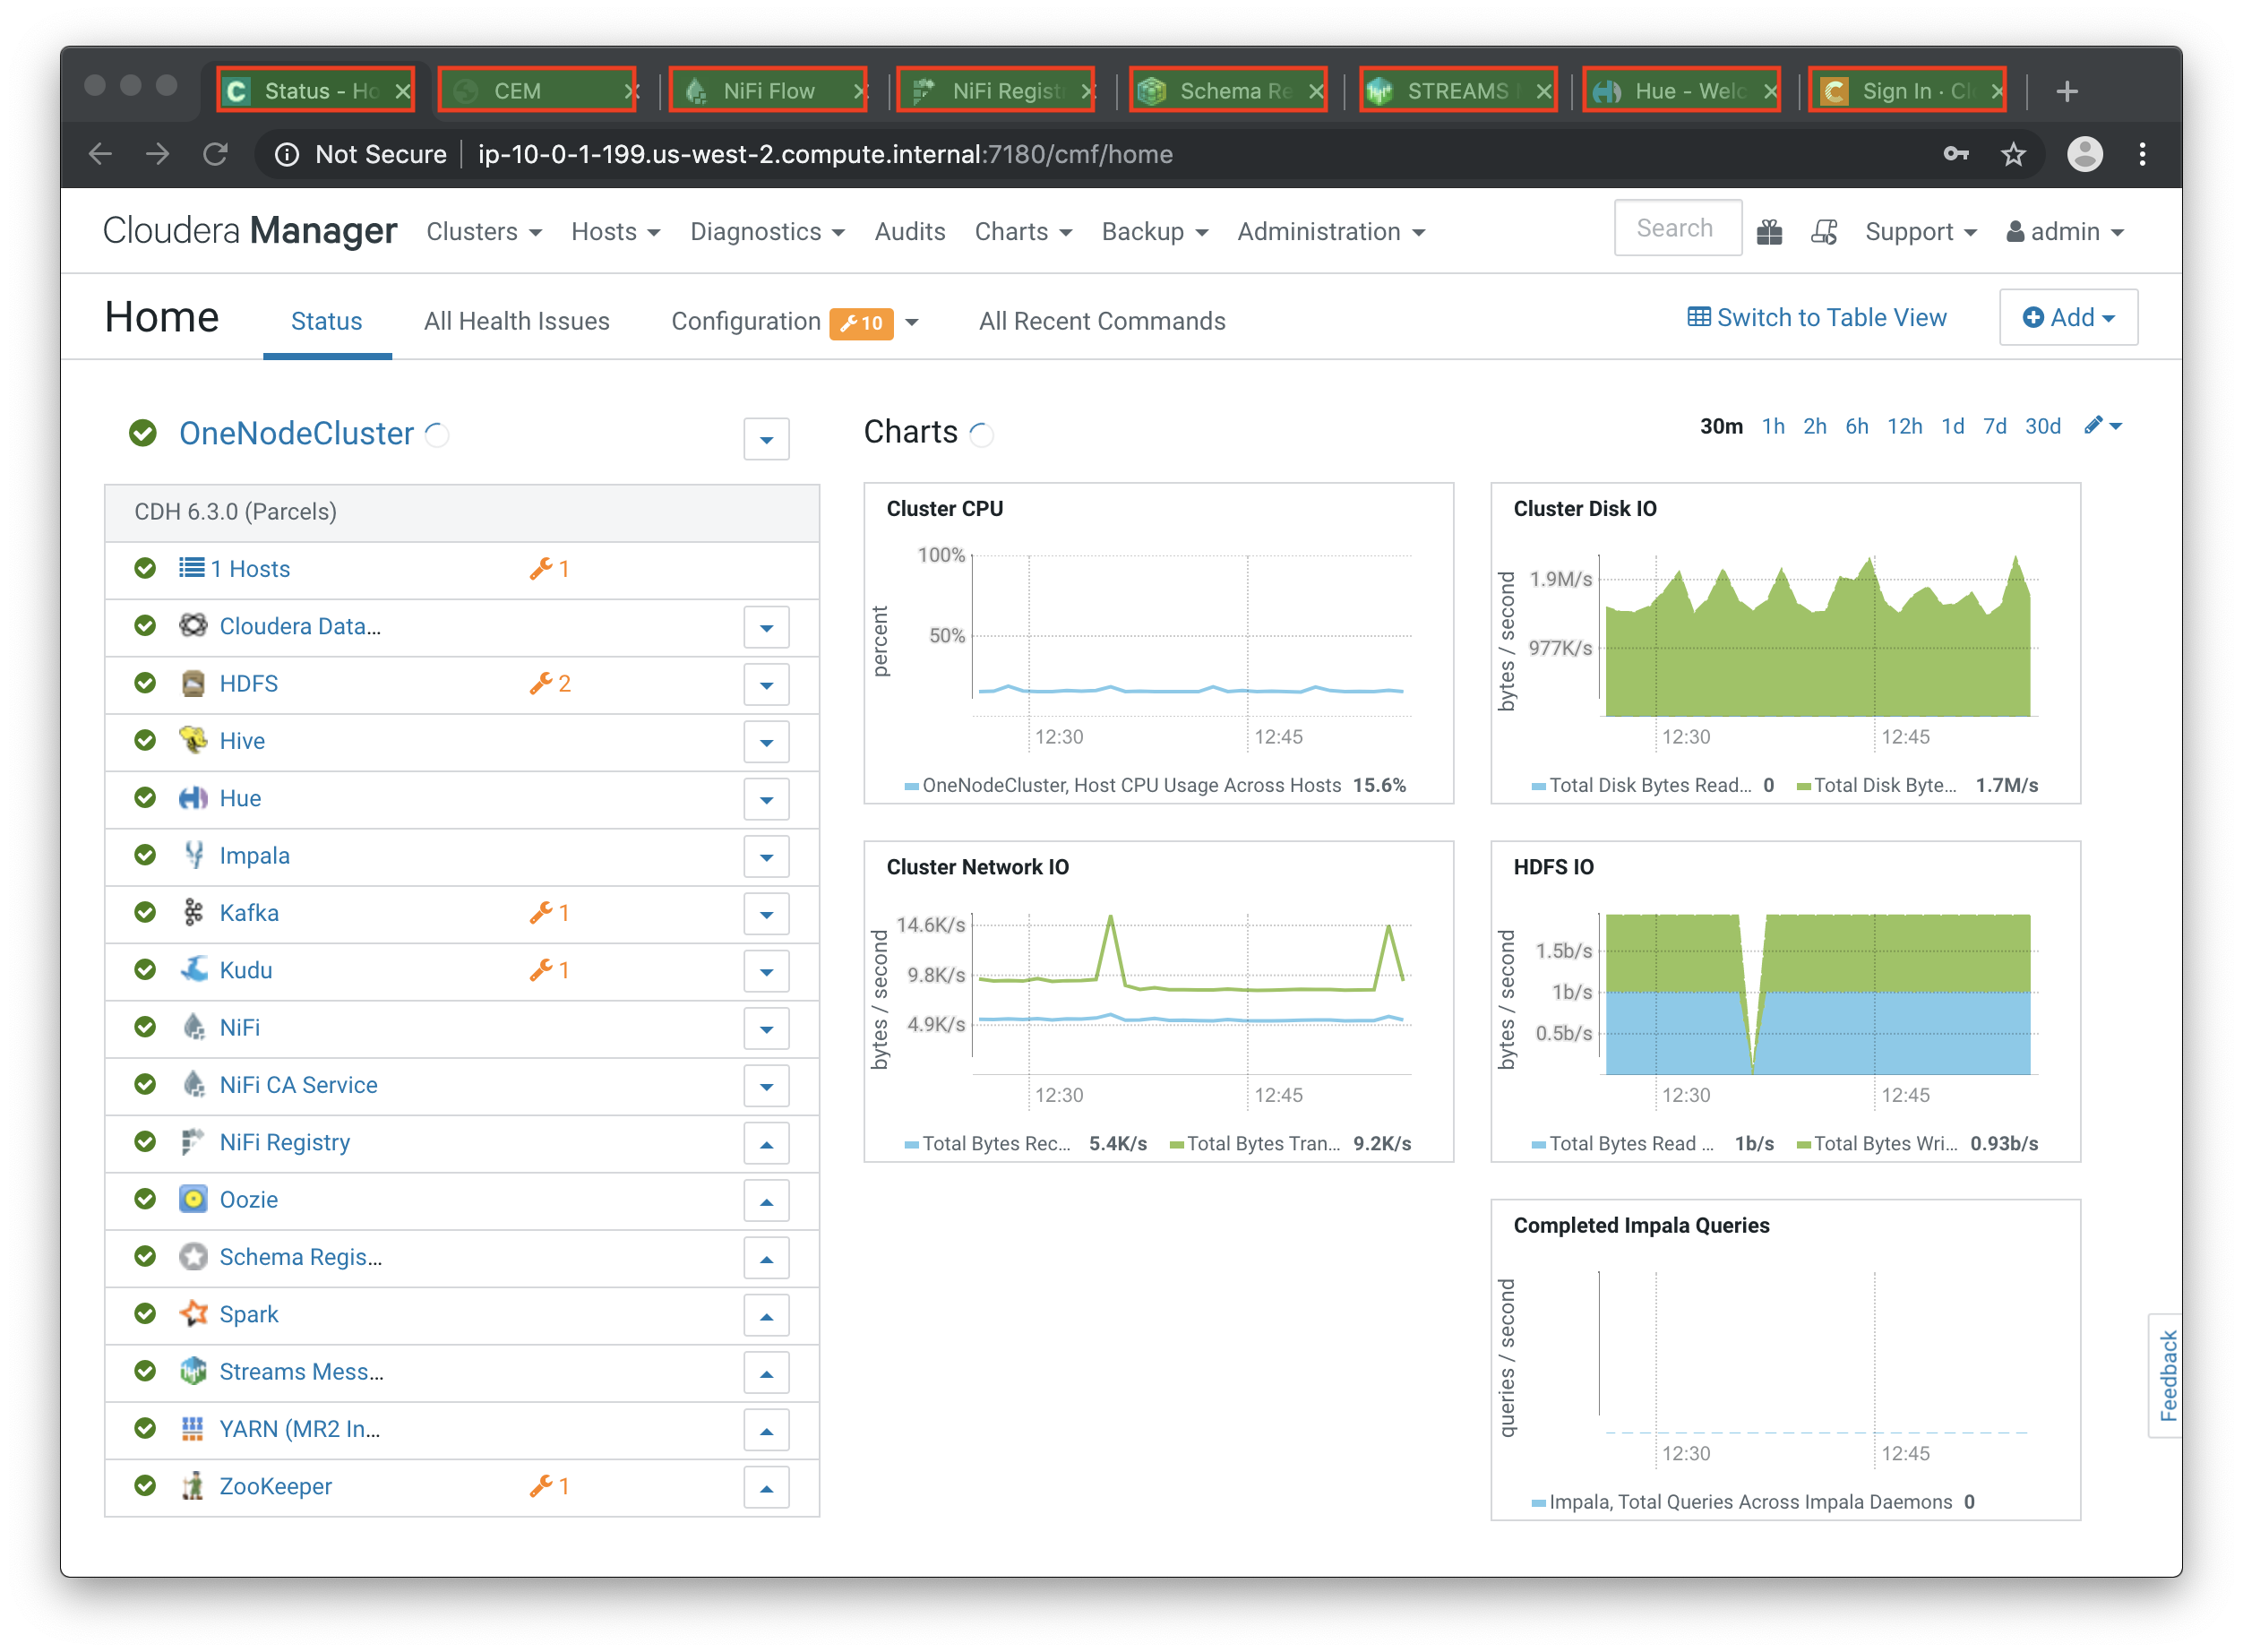 Status - Ho
CEM
NiFi Flow
NiFi Regist
Schema Re
STREAMS
Hue - Welc
Sign In · Cl
Not Secure
ip-10-0-1-199.us-west-2.compute.internal:7180/cmf/home
Cloudera Manager
Clusters
Hosts
Diagnostics
Audits
Charts
Backup
Administration
Search
Support
admin
Home
Status
All Health Issues
Configuration 10
All Recent Commands
Switch to Table View
Add
OneNodeCluster
CDH 6.3.0 (Parcels)
1 Hosts 1
Cloudera Data...
HDFS 2
Hive
Hue
Impala
Kafka 1
Kudu 1
NiFi
NiFi CA Service
NiFi Registry
Oozie
Schema Regis...
Spark
Streams Mess...
YARN (MR2 In...
ZooKeeper 1
Charts
30m 1h 2h 6h 12h 1d 7d 30d
Cluster CPU
percent
100%
50%
12:30 12:45
OneNodeCluster, Host CPU Usage Across Hosts 15.6%
Cluster Disk IO
bytes / second
1.9M/s
977K/s
12:30 12:45
Total Disk Bytes Read... 0 Total Disk Byte... 1.7M/s
Cluster Network IO
bytes / second
14.6K/s
9.8K/s
4.9K/s
12:30 12:45
Total Bytes Rec... 5.4K/s Total Bytes Tran... 9.2K/s
HDFS IO
bytes / second
1.5b/s
1b/s
0.5b/s
12:30 12:45
Total Bytes Read ... 1b/s Total Bytes Wri... 0.93b/s
Completed Impala Queries
queries / second
12:30 12:45
Impala, Total Queries Across Impala Daemons 0
Feedback